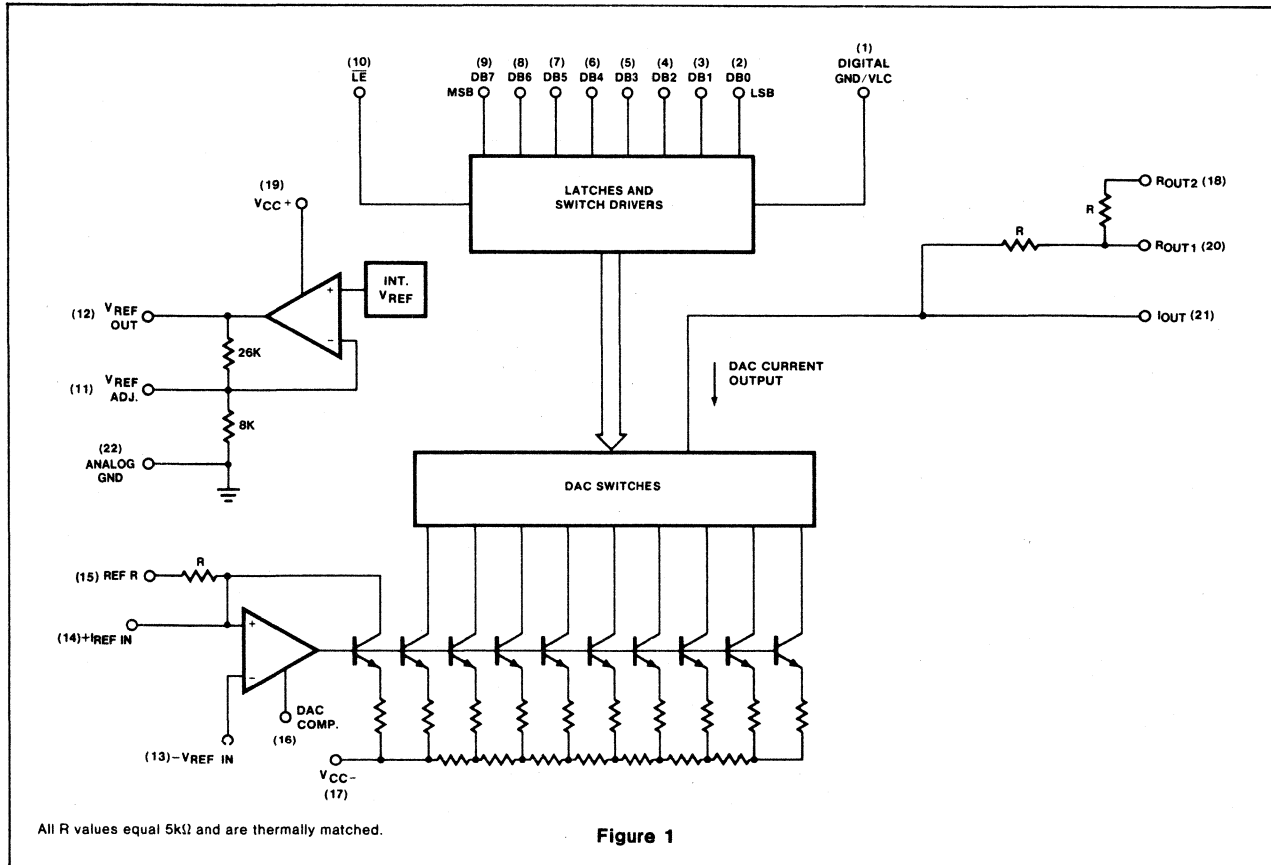 (10)
LE
(9) (8) (7) (6) (5) (4) (3) (2)
DB7 DB6 DB5 DB4 DB3 DB2 DB1 DB0
MSB
LSB
(1)
DIGITAL
GND/VLC
LATCHES AND
SWITCH DRIVERS
ROUT2 (18)
R
R
ROUT1 (20)
IOUT (21)
(19)
VCC+
INT.
VREF
+
−
(12) VREF
OUT
26K
(11) VREF
ADJ.
8K
(22)
ANALOG
GND
DAC CURRENT
OUTPUT
DAC SWITCHES
R
(15) REF R
(14)+IREF IN
+
−
DAC
COMP.
(16)
(13)−VREF IN
VCC−
(17)
All R values equal 5kΩ and are thermally matched.
Figure 1